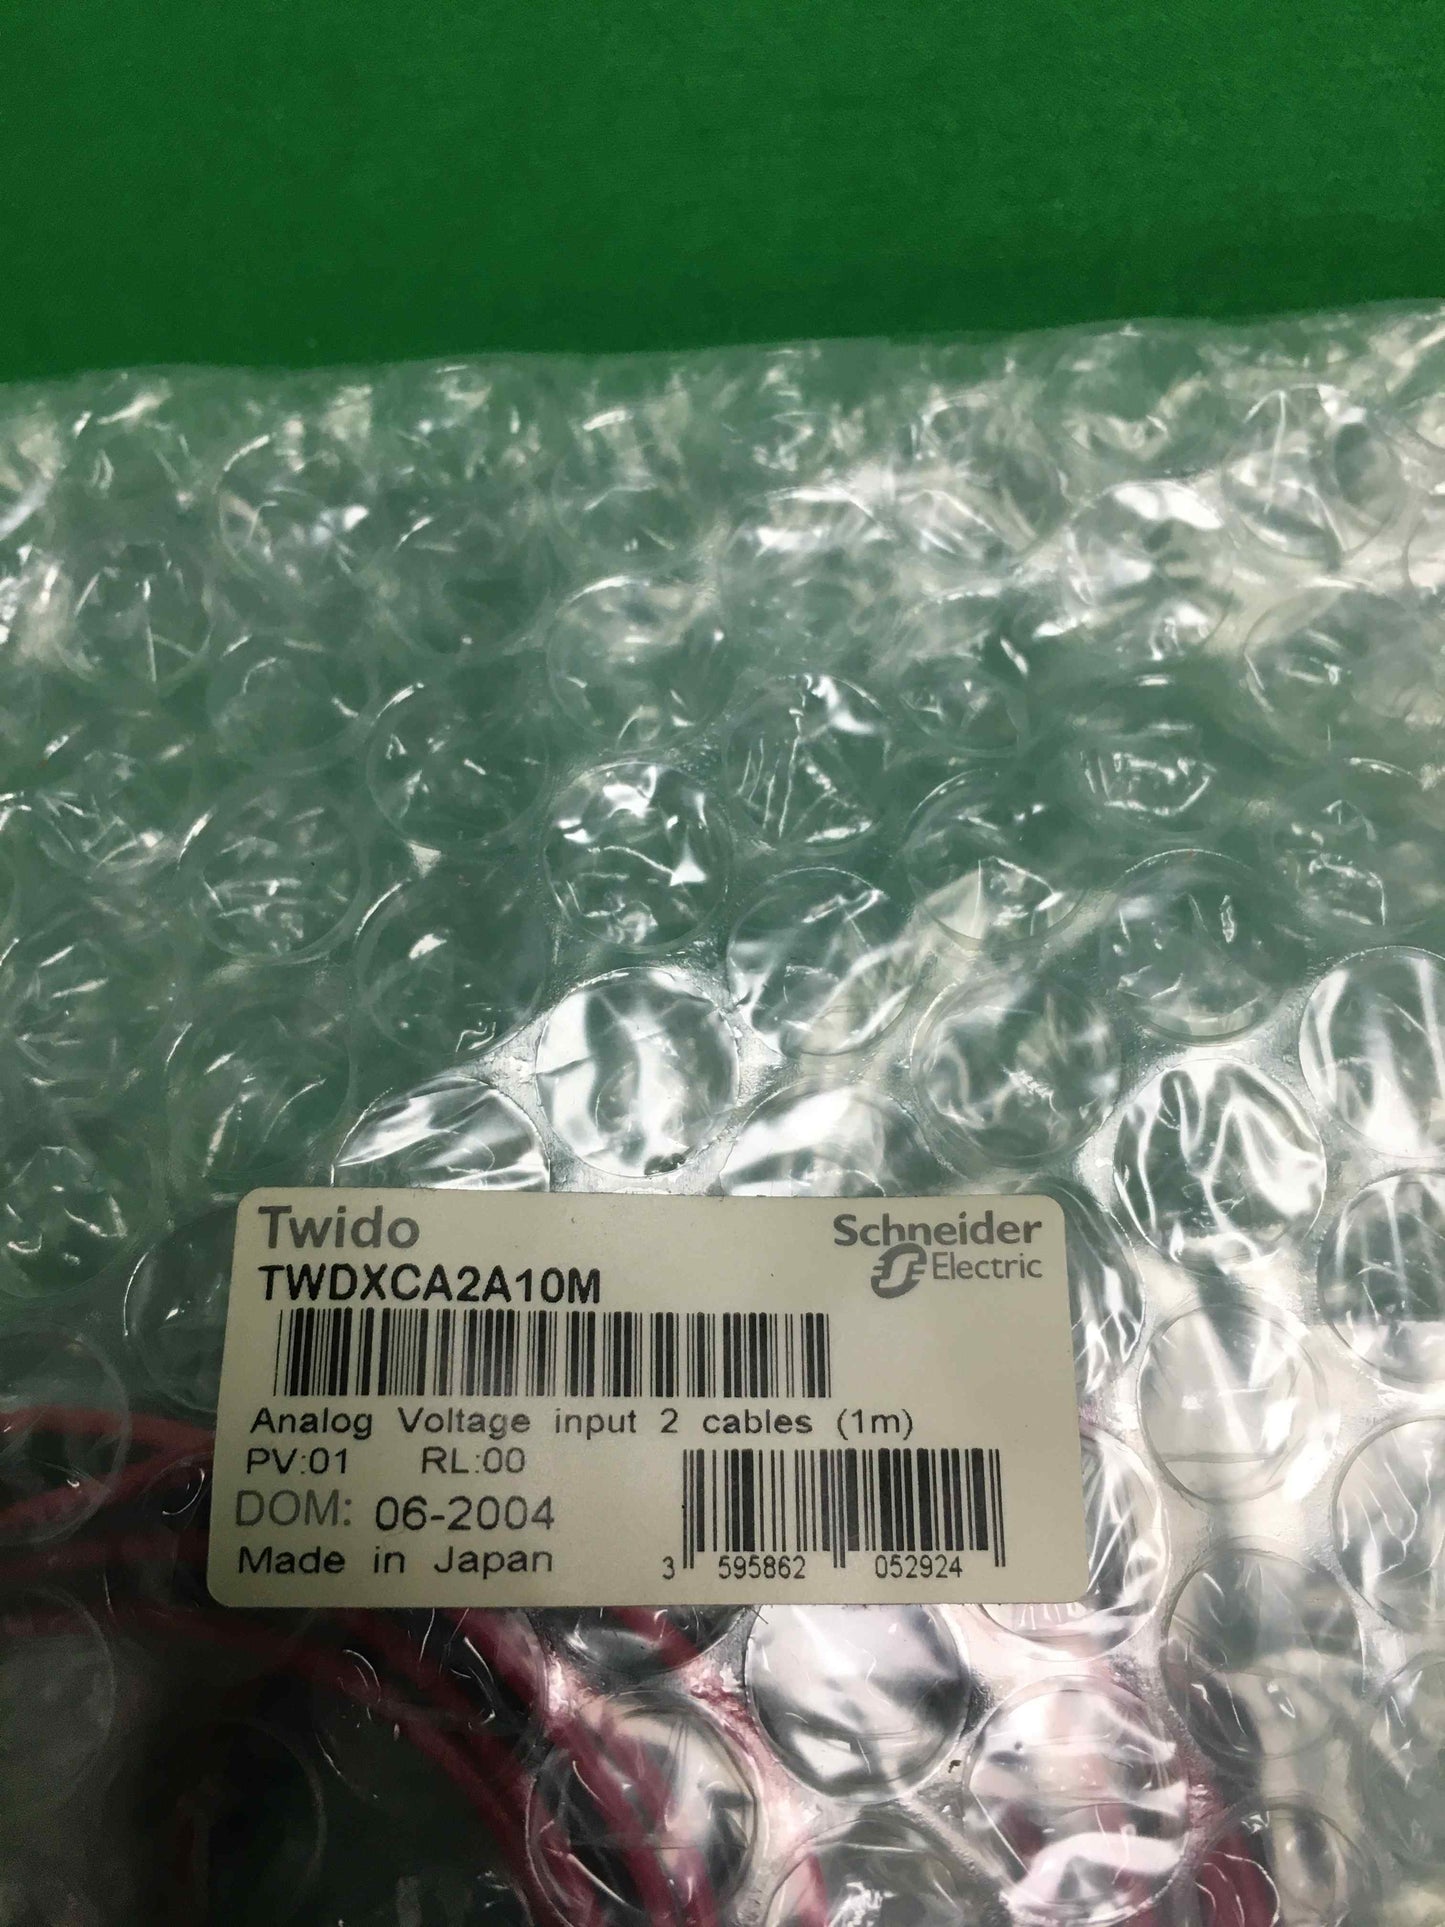 Twido
Schneider
Electric
TWDXCA2A10M
Analog Voltage input 2 cables (1m)
PV:01 RL:00
DOM: 06-2004
Made in Japan
3 595862 052924